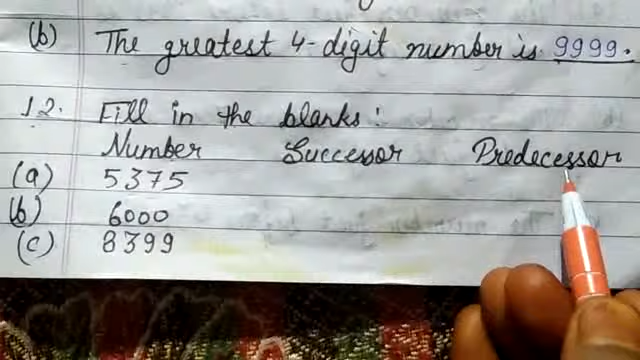 (b) The greatest 4-digit number is 9999.
12. Fill in the blanks:
Number Successor Predecessor
(a) 5375
(b) 6000
(c) 8399